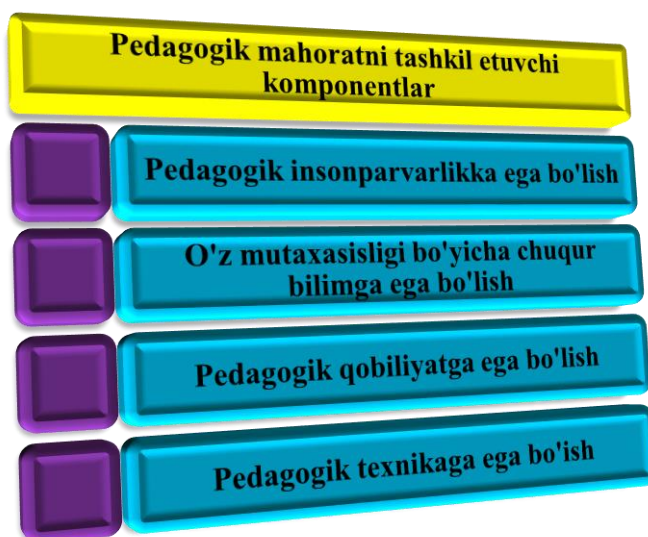 Pedagogik mahoratni tashkil etuvchi
komponentlar
Pedagogik insonparvarlikka ega bo'lish
O'z mutaxasisligi bo'yicha chuqur
bilimga ega bo'lish
Pedagogik qobiliyatga ega bo'lish
Pedagogik texnikaga ega bo'ish